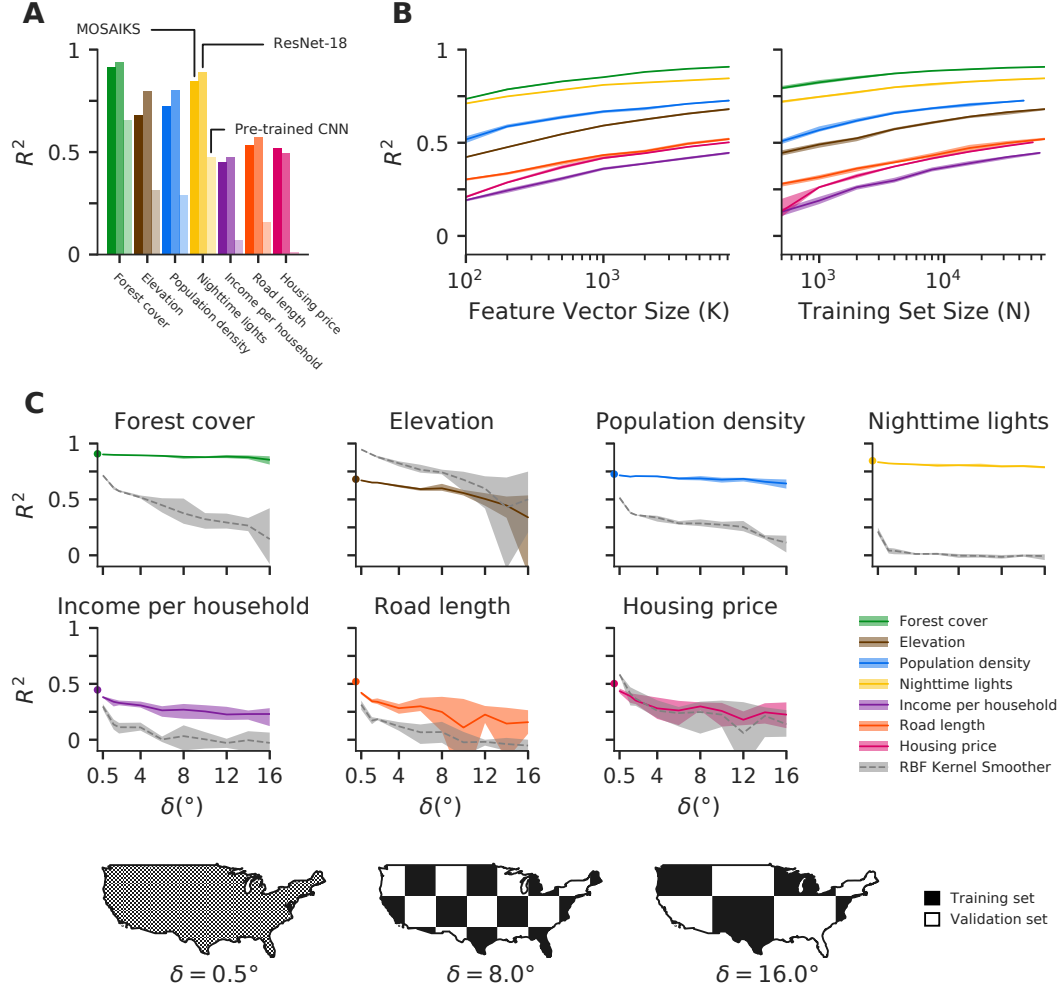 A
MOSAIKS
ResNet-18
Pre-trained CNN
R²
1
0.5
0
Forest cover
Elevation
Population density
Nighttime lights
Income per household
Road length
Housing price
B
R²
1
0.5
0
10² 10³
Feature Vector Size (K)
10³ 10⁴
Training Set Size (N)
C
Forest cover
Elevation
Population density
Nighttime lights
R²
1
0.5
0
Income per household
Road length
Housing price
R²
1
0.5
0
0.5 4 8 12 16
δ(°)
0.5 4 8 12 16
δ(°)
0.5 4 8 12 16
δ(°)
Forest cover
Elevation
Population density
Nighttime lights
Income per household
Road length
Housing price
RBF Kernel Smoother
δ = 0.5°
δ = 8.0°
δ = 16.0°
Training set
Validation set